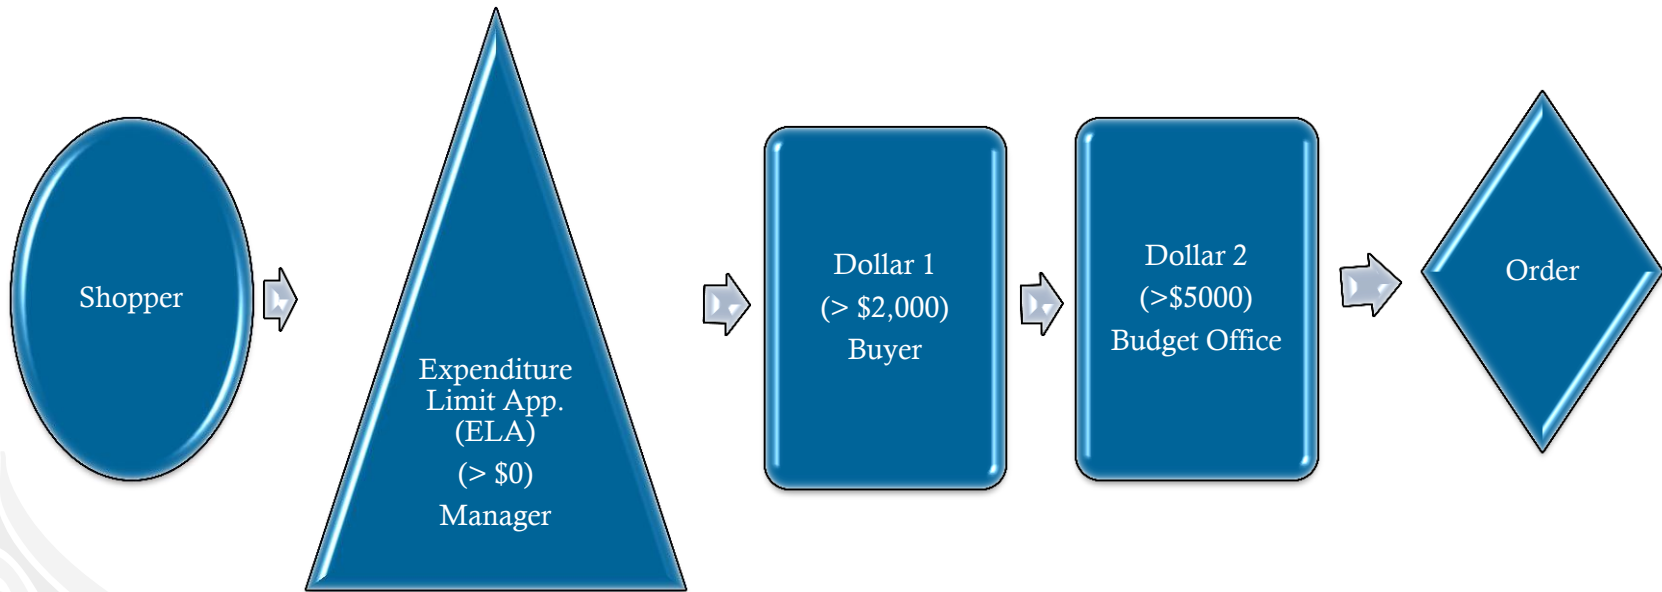 Shopper
Expenditure
Limit App.
(ELA)
(> $0)
Manager
Dollar 1
(> $2,000)
Buyer
Dollar 2
(>$5000)
Budget Office
Order